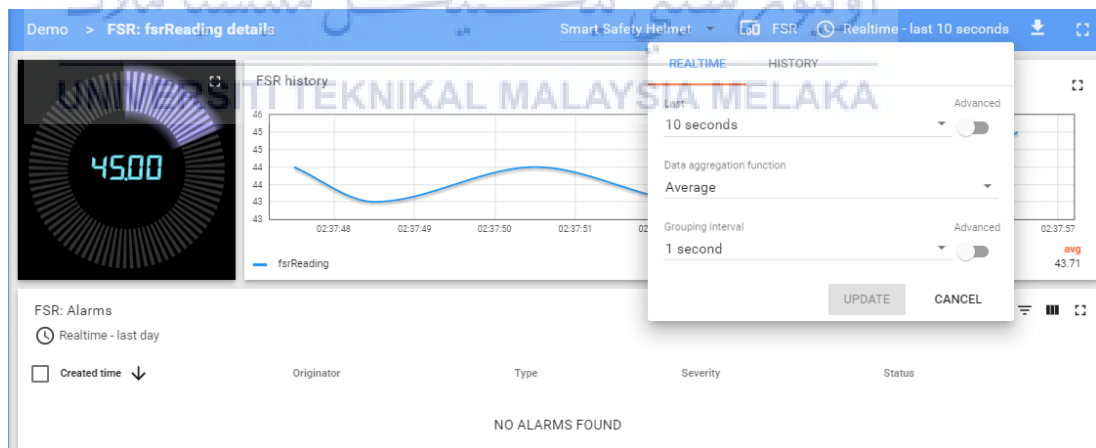 Demo > FSR: fsrReading details
Smart Safety Helmet
FSR
Realtime - last 10 seconds
UNIVERSITI TEKNIKAL MALAYSIA MELAKA
45.00
FSR history
46
45
45
44
44
43
43
02:37:48
02:37:49
02:37:50
02:37:51
02
02:37:57
fsrReading
avg
43.71
REALTIME
HISTORY
Last
Advanced
10 seconds
Data aggregation function
Average
Grouping interval
Advanced
1 second
UPDATE
CANCEL
FSR: Alarms
Realtime - last day
Created time
Originator
Type
Severity
Status
NO ALARMS FOUND